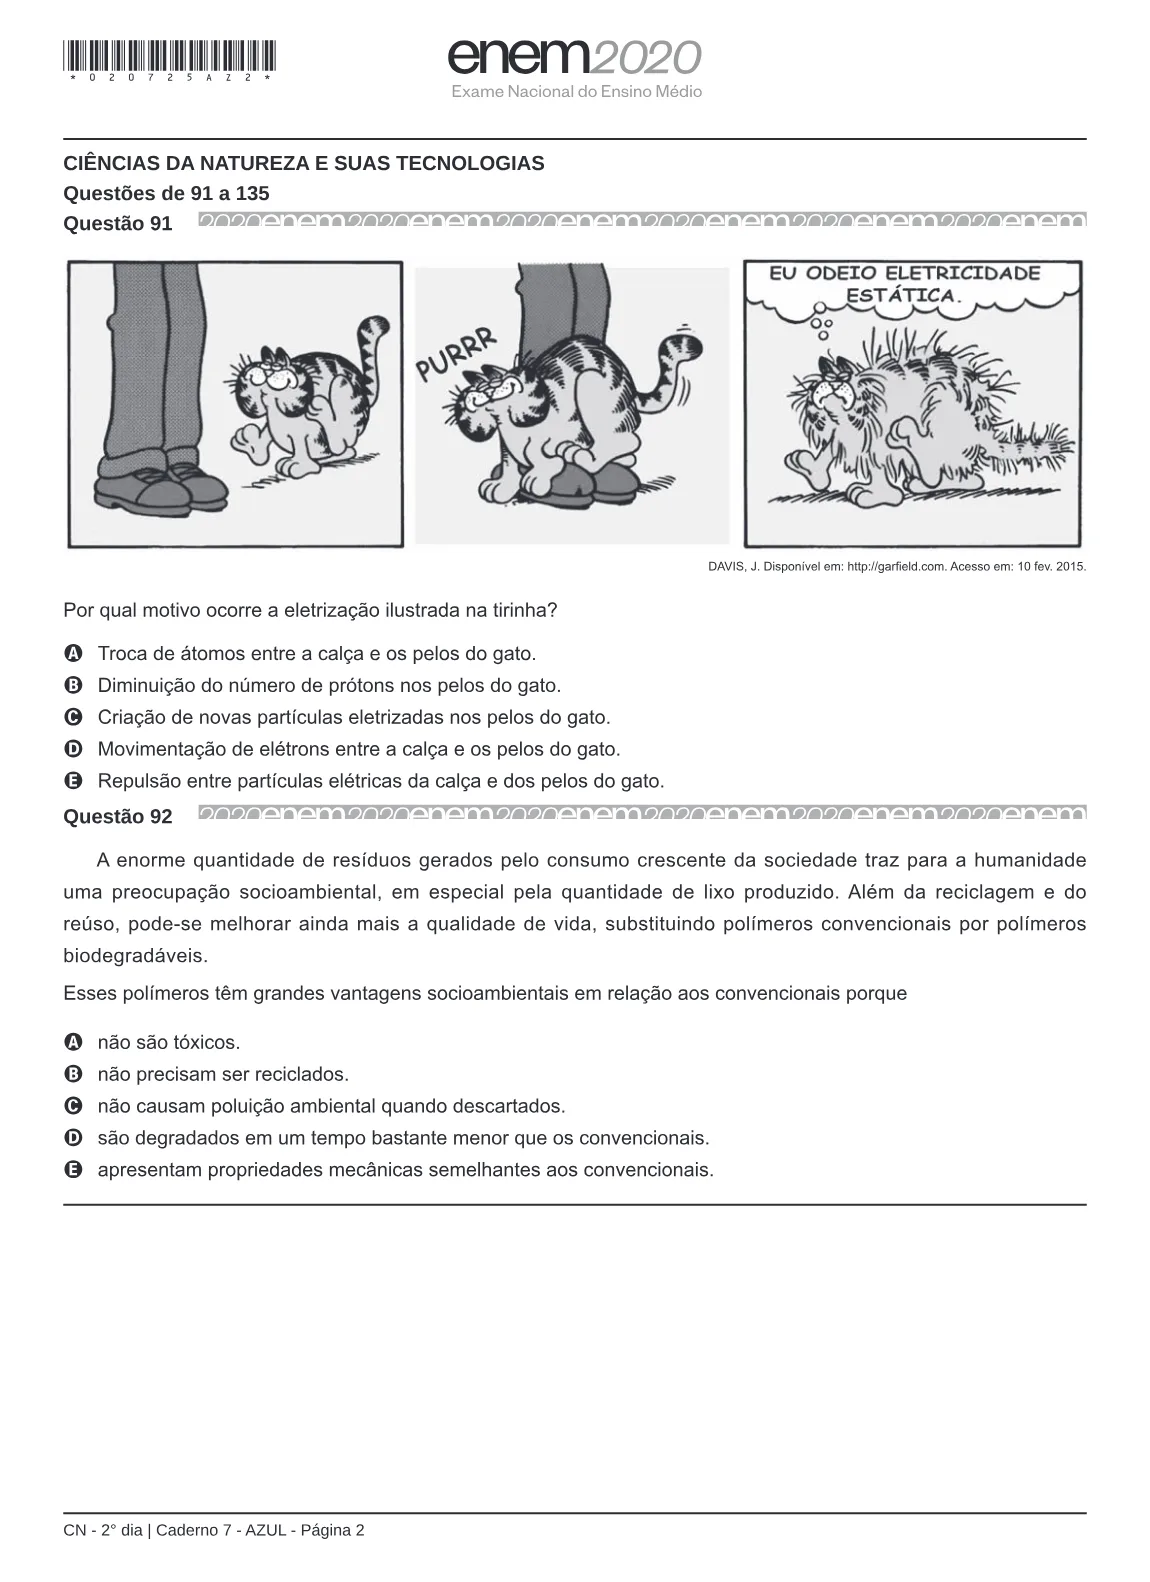 *020725AZ2*
enem2020
Exame Nacional do Ensino Médio
CIÊNCIAS DA NATUREZA E SUAS TECNOLOGIAS
Questões de 91 a 135
Questão 91 2020enem2020enem2020enem2020enem2020enem2020enem
PURRR
EU ODEIO ELETRICIDADE
ESTÁTICA.
DAVIS, J. Disponível em: http://garfield.com. Acesso em: 10 fev. 2015.
Por qual motivo ocorre a eletrização ilustrada na tirinha?
A Troca de átomos entre a calça e os pelos do gato.
B Diminuição do número de prótons nos pelos do gato.
C Criação de novas partículas eletrizadas nos pelos do gato.
D Movimentação de elétrons entre a calça e os pelos do gato.
E Repulsão entre partículas elétricas da calça e dos pelos do gato.
Questão 92 2020enem2020enem2020enem2020enem2020enem2020enem
A enorme quantidade de resíduos gerados pelo consumo crescente da sociedade traz para a humanidade
uma preocupação socioambiental, em especial pela quantidade de lixo produzido. Além da reciclagem e do
reúso, pode-se melhorar ainda mais a qualidade de vida, substituindo polímeros convencionais por polímeros
biodegradáveis.
Esses polímeros têm grandes vantagens socioambientais em relação aos convencionais porque
A não são tóxicos.
B não precisam ser reciclados.
C não causam poluição ambiental quando descartados.
D são degradados em um tempo bastante menor que os convencionais.
E apresentam propriedades mecânicas semelhantes aos convencionais.
CN - 2° dia | Caderno 7 - AZUL - Página 2